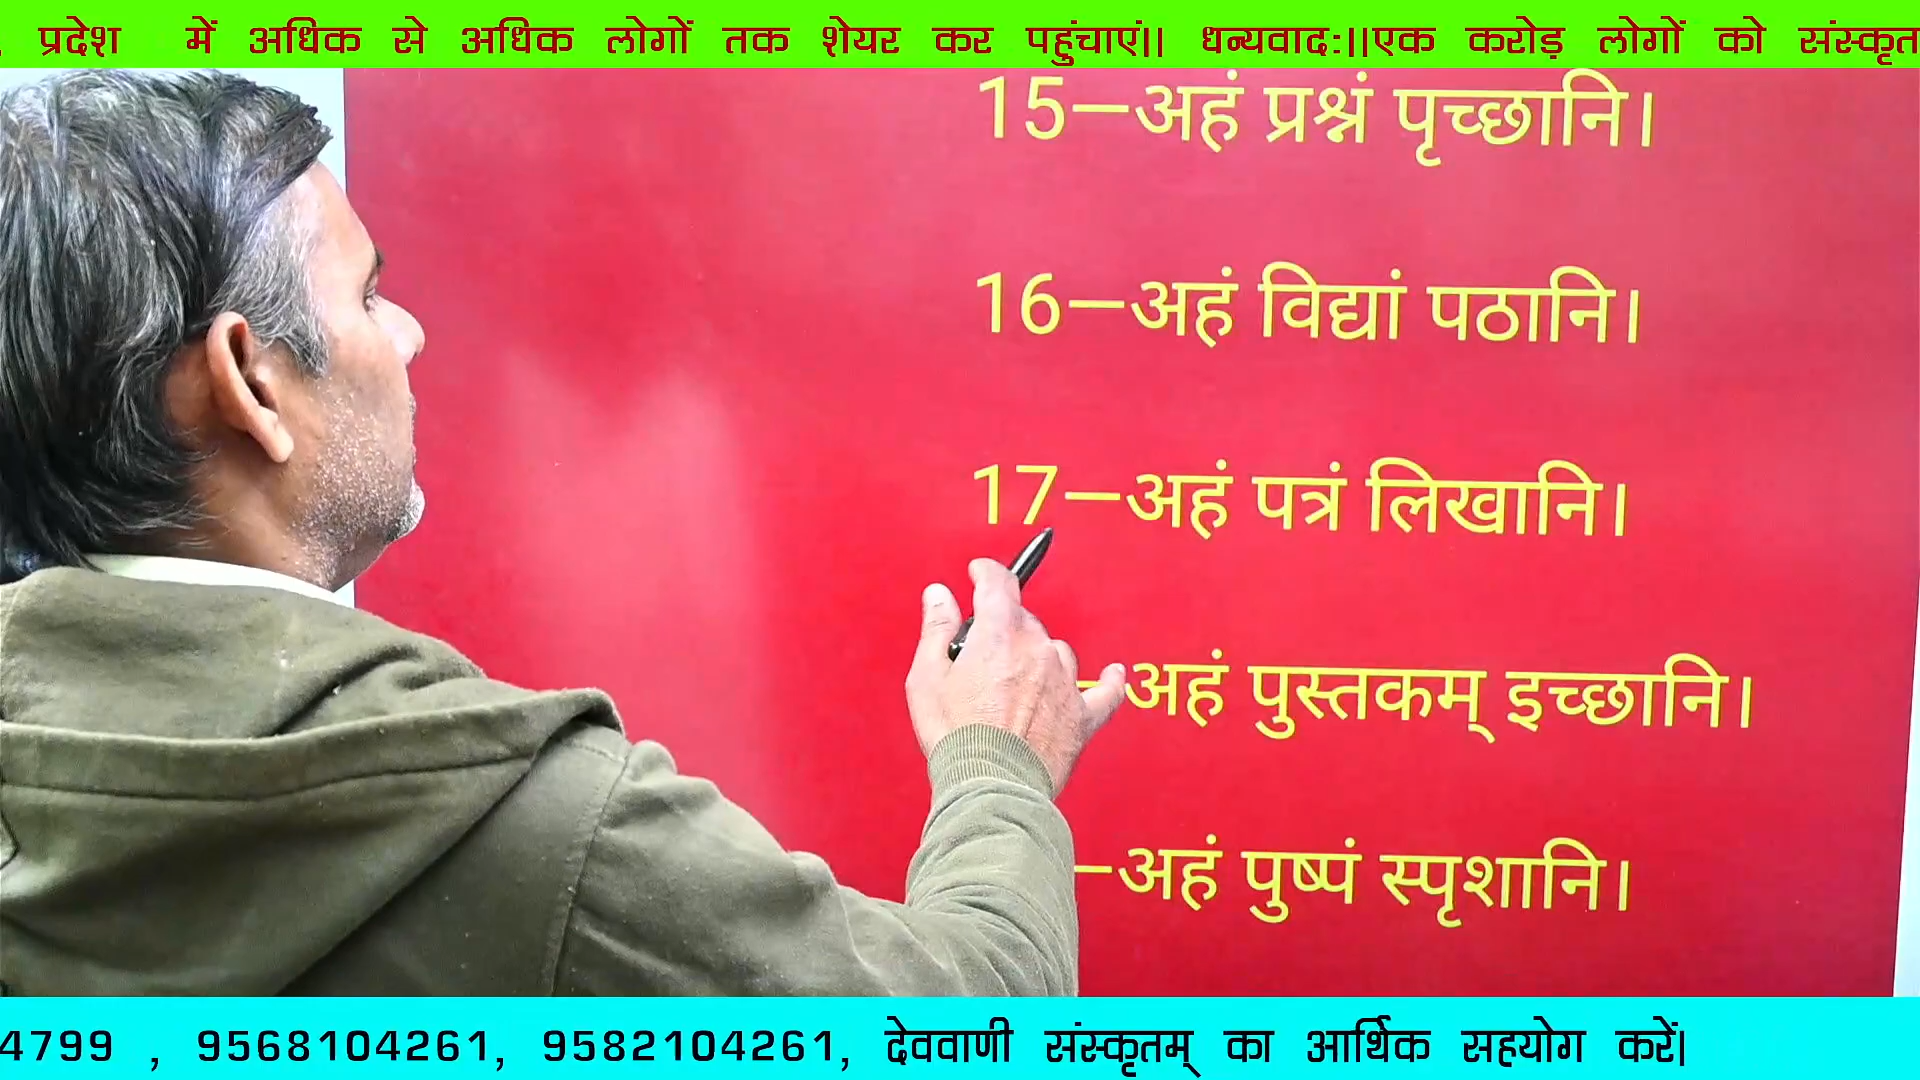 प्रदेश में अधिक से अधिक लोगों तक शेयर कर पहुंचाएं|| धन्यवादः||एक करोड़ लोगों को संस्कृत
15–अहं प्रश्नं पृच्छानि।
16–अहं विद्यां पठानि।
17–अहं पत्रं लिखानि।
–अहं पुस्तकम् इच्छानि।
–अहं पुष्पं स्पृशानि।
4799 , 9568104261, 9582104261, देववाणी संस्कृतम् का आर्थिक सहयोग करें|